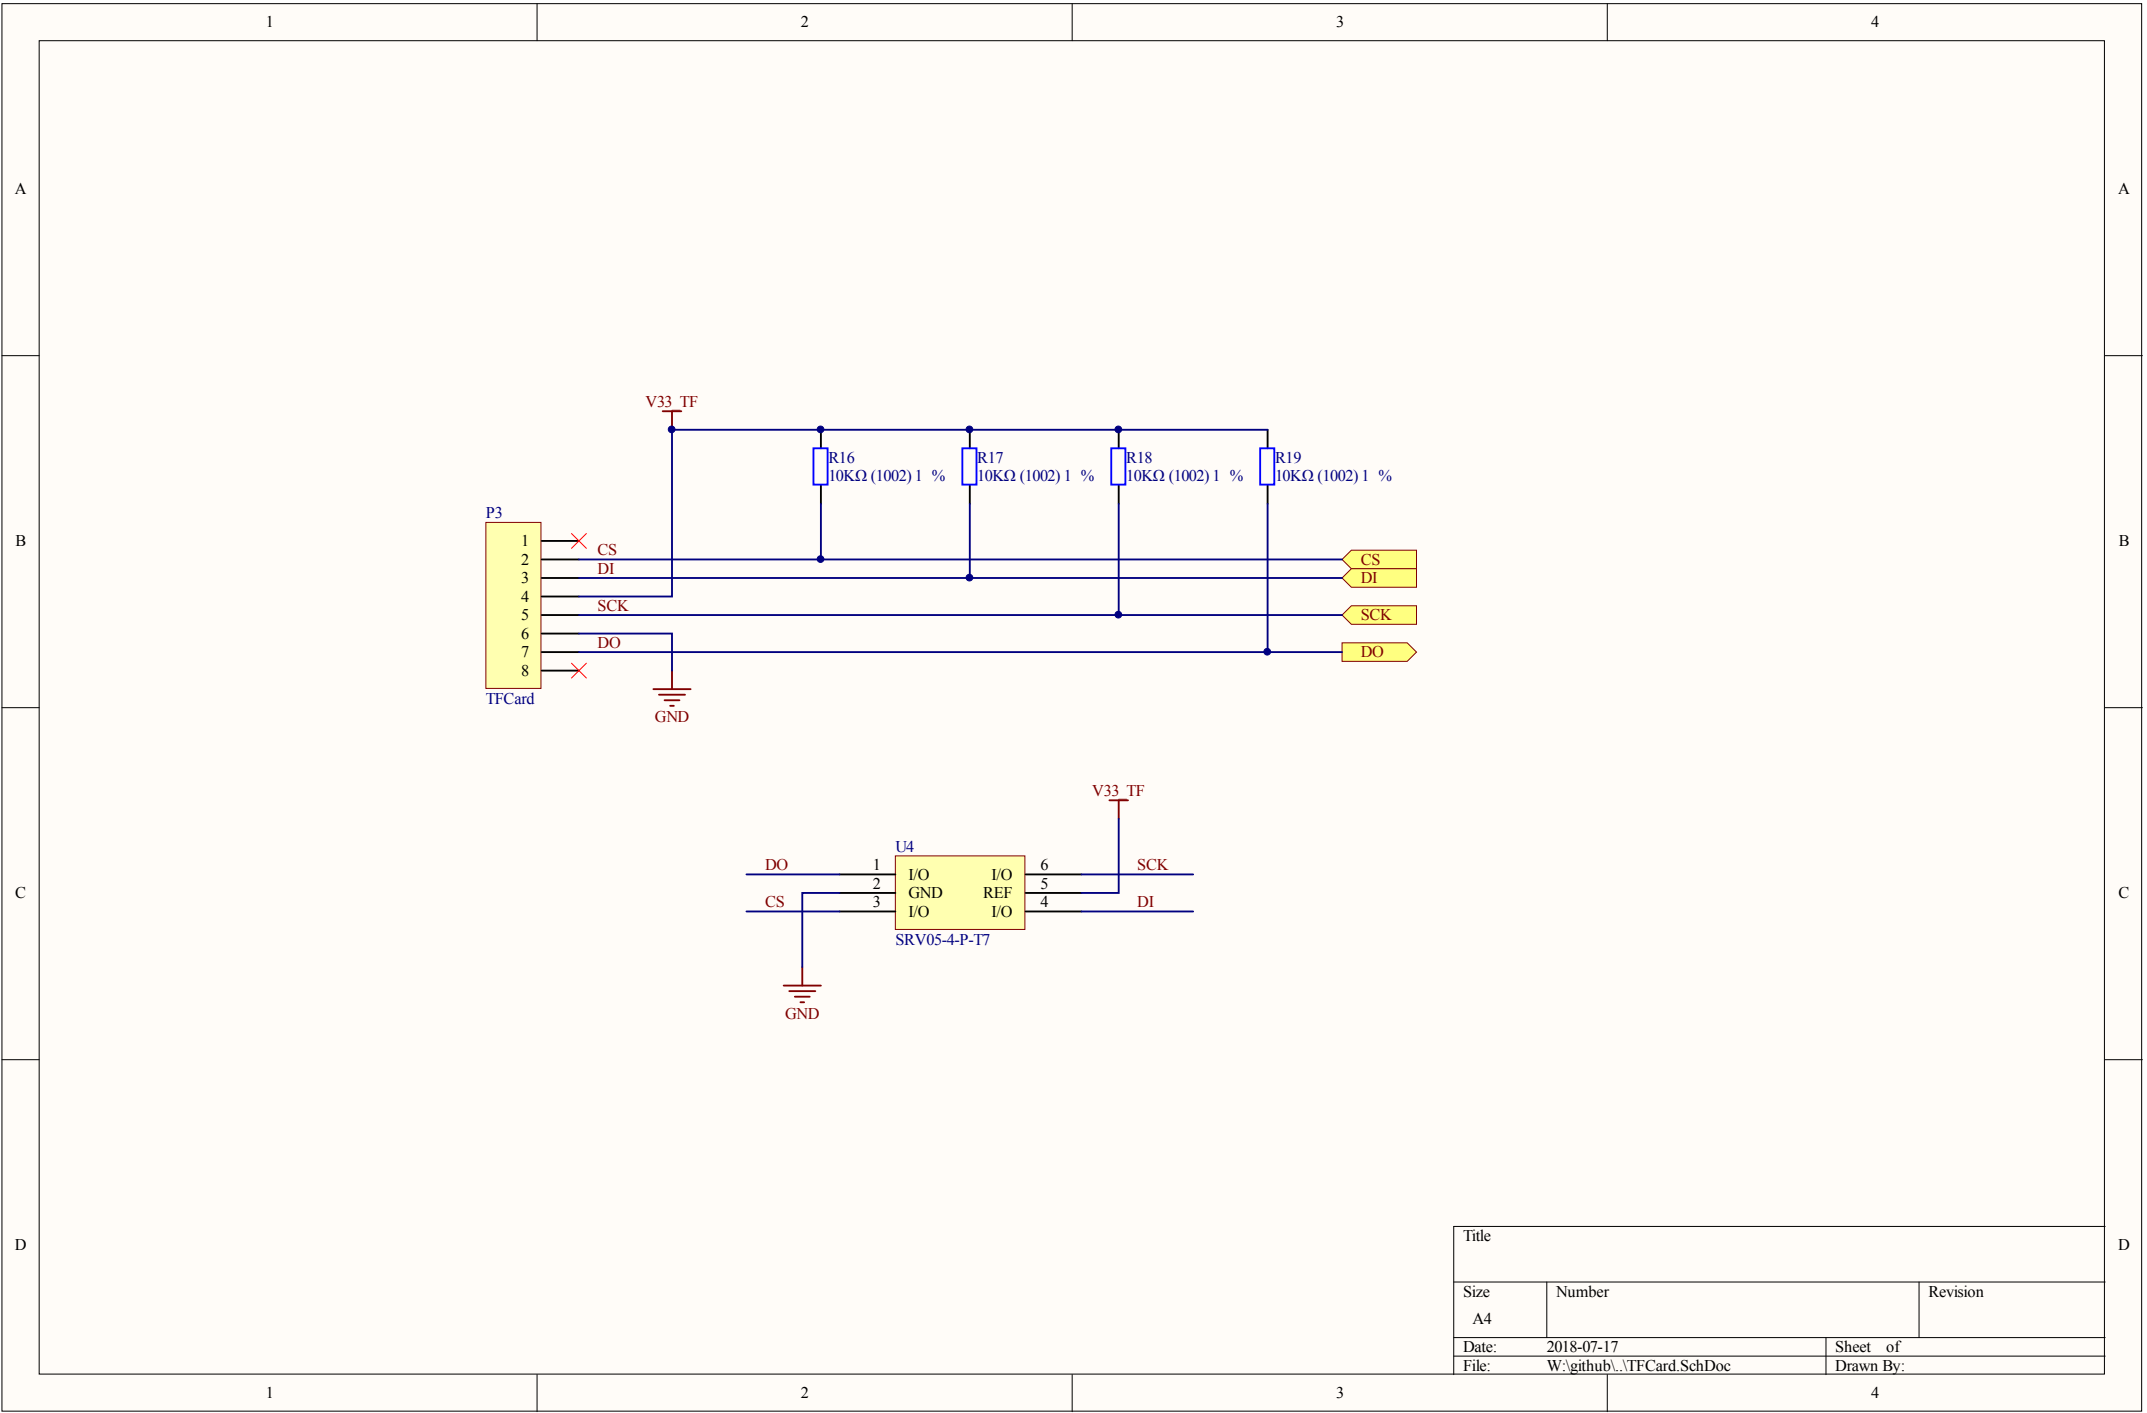 1 2 3 4
A A
V33_TF
R16 R17 R18 R19
10KΩ (1002) 1 % 10KΩ (1002) 1 % 10KΩ (1002) 1 % 10KΩ (1002) 1 %
P3
B B
1
CS
2 CS
DI
3 DI
4
SCK
5 SCK
6
DO
7 DO
8
TFCard
GND
V33_TF
U4
DO 1 I/O I/O 6 SCK
2 GND REF 5
CS 3 I/O I/O 4 DI
C C
SRV05-4-P-T7
GND
D D
Title
Size Number Revision
A4
Date: 2018-07-17 Sheet of
File: W:\github\..\TFCard.SchDoc Drawn By:
1 2 3 4